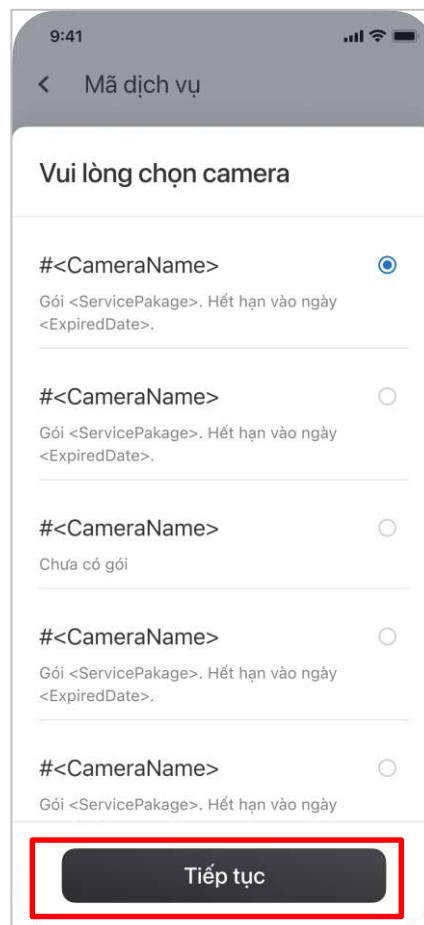 9:41
Mã dịch vụ
Vui lòng chọn camera
#<CameraName>
Gói <ServicePakage>. Hết hạn vào ngày
<ExpiredDate>.
#<CameraName>
Gói <ServicePakage>. Hết hạn vào ngày
<ExpiredDate>.
#<CameraName>
Chưa có gói
#<CameraName>
Gói <ServicePakage>. Hết hạn vào ngày
<ExpiredDate>.
#<CameraName>
Gói <ServicePakage>. Hết hạn vào ngày
Tiếp tục